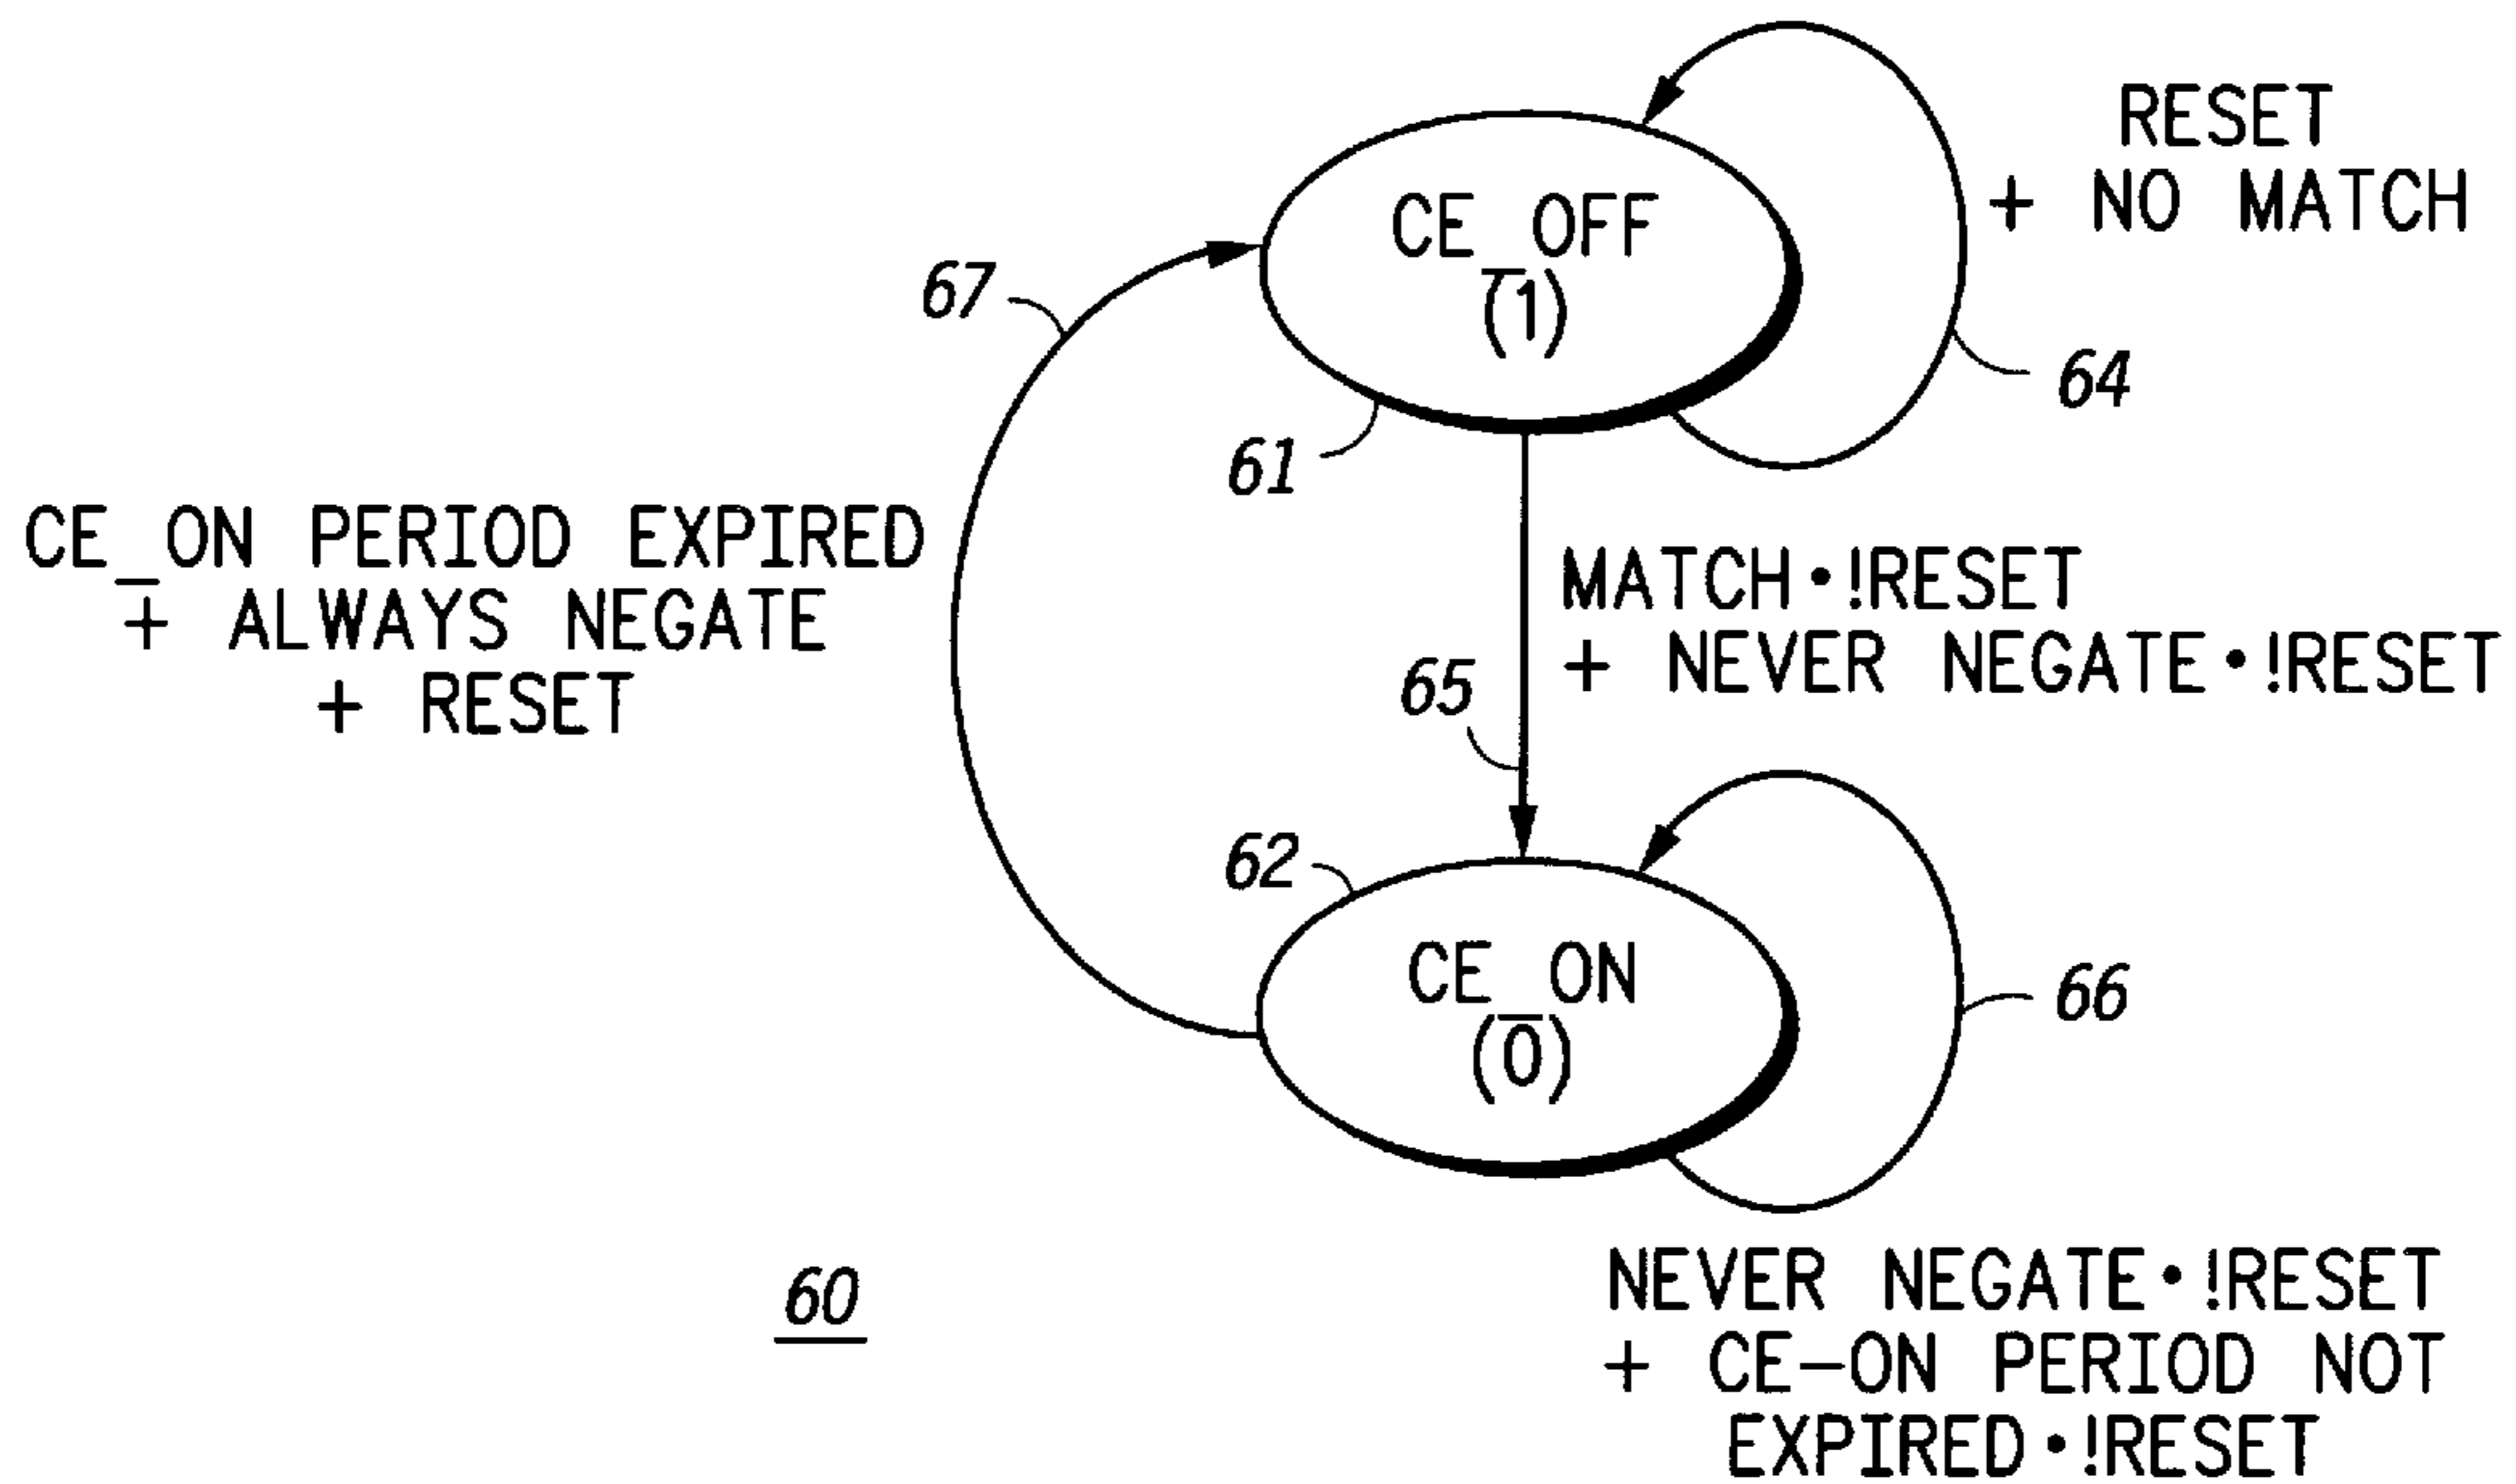 RESET
+ NO MATCH
CE_OFF
(1)
67
64
61
CE_ON PERIOD EXPIRED
+ ALWAYS NEGATE
+ RESET
MATCH•!RESET
+ NEVER NEGATE•!RESET
65
62
CE_ON
(0)
66
60
NEVER NEGATE•!RESET
+ CE-ON PERIOD NOT
EXPIRED•!RESET